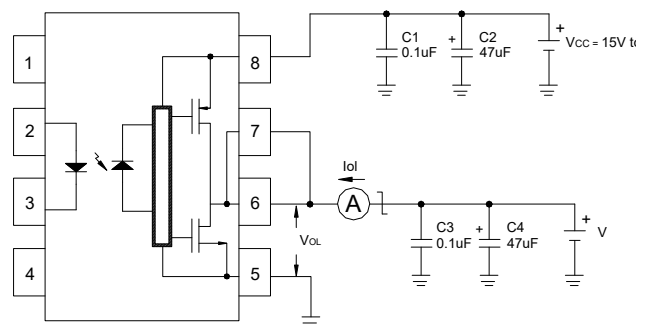 1
2
3
4
8
7
6
5
C1
0.1uF
+ C2
47uF
+
Vcc = 15V
Iol
A
VOL
C3
0.1uF
+ C4
47uF
+
V